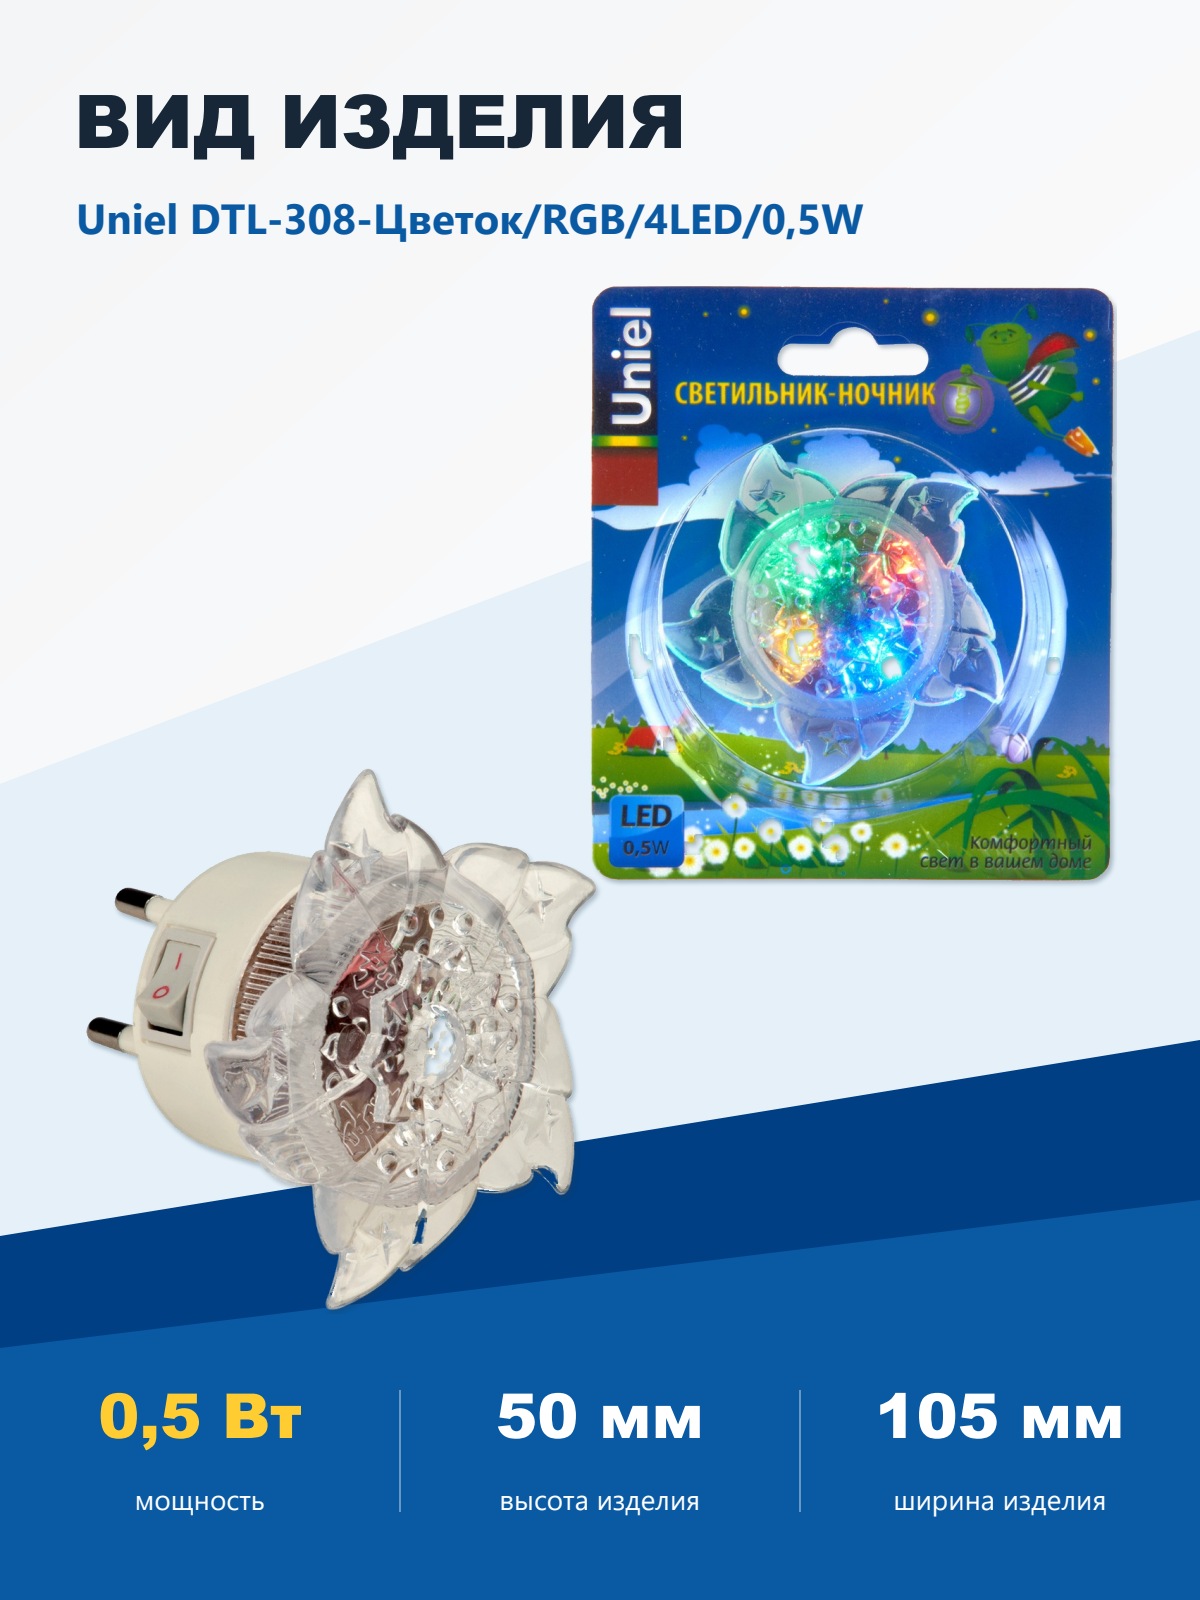 ВИД ИЗДЕЛИЯ
Uniel DTL-308-Цветок/RGB/4LED/0,5W
Uniel
СВЕТИЛЬНИК-НОЧНИК
LED
0,5W
Комфортный
свет в вашем доме
0,5 Вт
мощность
50 мм
высота изделия
105 мм
ширина изделия